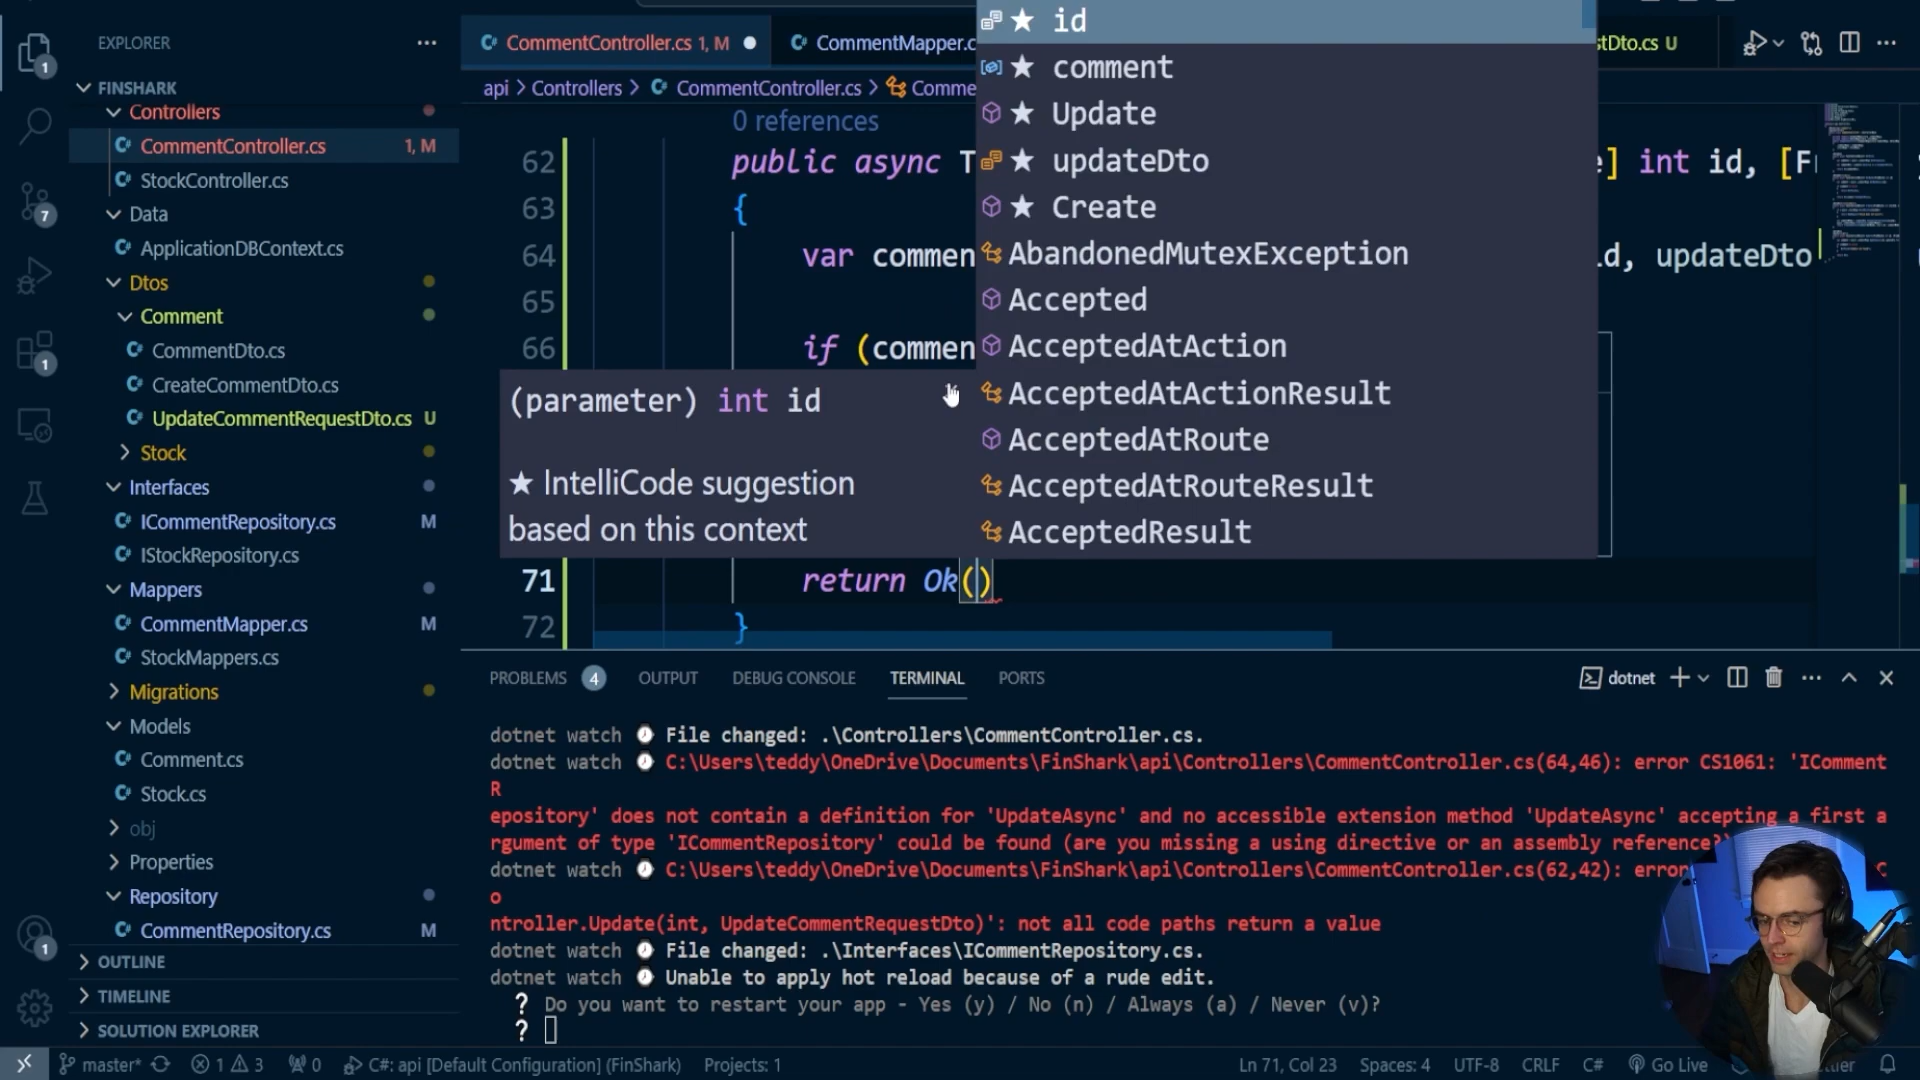 EXPLORER
FINSHARK
Controllers
CommentController.cs 1, M
StockController.cs
Data
ApplicationDBContext.cs
Dtos
Comment
CommentDto.cs
CreateCommentDto.cs
UpdateCommentRequestDto.cs U
Stock
Interfaces
ICommentRepository.cs M
IStockRepository.cs
Mappers
CommentMapper.cs M
StockMappers.cs
Migrations
Models
Comment.cs
Stock.cs
obj
Properties
Repository
CommentRepository.cs M
OUTLINE
TIMELINE
SOLUTION EXPLORER
1
7
1
1
CommentController.cs 1, M
CommentMapper.c
tDto.cs U
api > Controllers > CommentController.cs > Comme
0 references
62 public async T ] int id, [F
63 {
64 var commen d, updateDto
65
66 if (commen
71 return Ok()
72 }
id
comment
Update
updateDto
Create
AbandonedMutexException
Accepted
AcceptedAtAction
AcceptedAtActionResult
AcceptedAtRoute
AcceptedAtRouteResult
AcceptedResult
(parameter) int id
★ IntelliCode suggestion
based on this context
PROBLEMS 4 OUTPUT DEBUG CONSOLE TERMINAL PORTS
dotnet
dotnet watch File changed: .\Controllers\CommentController.cs.
dotnet watch C:\Users\teddy\OneDrive\Documents\FinShark\api\Controllers\CommentController.cs(64,46): error CS1061: 'IComment
R
epository' does not contain a definition for 'UpdateAsync' and no accessible extension method 'UpdateAsync' accepting a first a
rgument of type 'ICommentRepository' could be found (are you missing a using directive or an assembly reference?
dotnet watch C:\Users\teddy\OneDrive\Documents\FinShark\api\Controllers\CommentController.cs(62,42): error
o
ntroller.Update(int, UpdateCommentRequestDto)': not all code paths return a value
dotnet watch File changed: .\Interfaces\ICommentRepository.cs.
dotnet watch Unable to apply hot reload because of a rude edit.
? Do you want to restart your app - Yes (y) / No (n) / Always (a) / Never (v)?
?
master* 1 3 0 C#: api [Default Configuration] (FinShark) Projects: 1
Ln 71, Col 23 Spaces: 4 UTF-8 CRLF C# Go Live